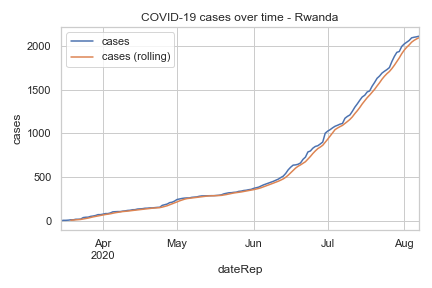 COVID-19 cases over time - Rwanda
cases
cases (rolling)
2000
1500
1000
500
0
cases
Apr
2020
May
Jun
Jul
Aug
dateRep